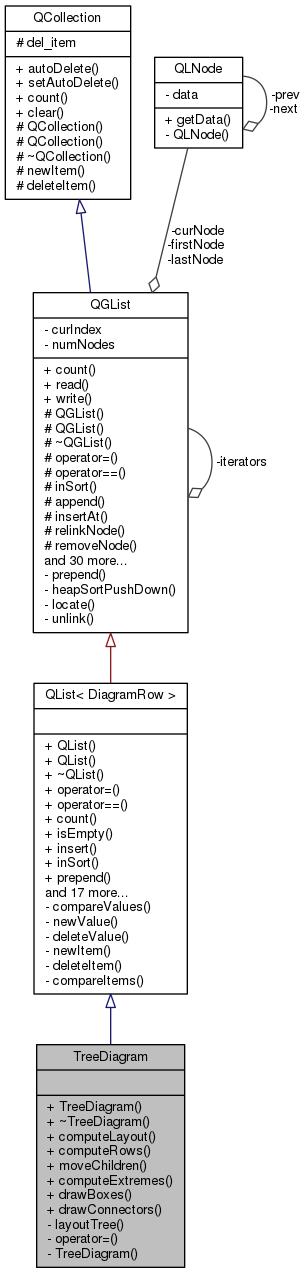 QCollection
# del_item
+ autoDelete()
+ setAutoDelete()
+ count()
+ clear()
# QCollection()
# QCollection()
# ~QCollection()
# newItem()
# deleteItem()
QLNode
- data
+ getData()
- QLNode()
-prev
-next
-curNode
-firstNode
-lastNode
QGList
- curIndex
- numNodes
+ count()
+ read()
+ write()
# QGList()
# QGList()
# ~QGList()
# operator=()
# operator==()
# inSort()
# append()
# insertAt()
# relinkNode()
# removeNode()
and 30 more...
- prepend()
- heapSortPushDown()
- locate()
- unlink()
-iterators
QList< DiagramRow >
+ QList()
+ QList()
+ ~QList()
+ operator=()
+ operator==()
+ count()
+ isEmpty()
+ insert()
+ inSort()
+ prepend()
and 17 more...
- compareValues()
- newValue()
- deleteValue()
- newItem()
- deleteItem()
- compareItems()
TreeDiagram
+ TreeDiagram()
+ ~TreeDiagram()
+ computeLayout()
+ computeRows()
+ moveChildren()
+ computeExtremes()
+ drawBoxes()
+ drawConnectors()
- layoutTree()
- operator=()
- TreeDiagram()